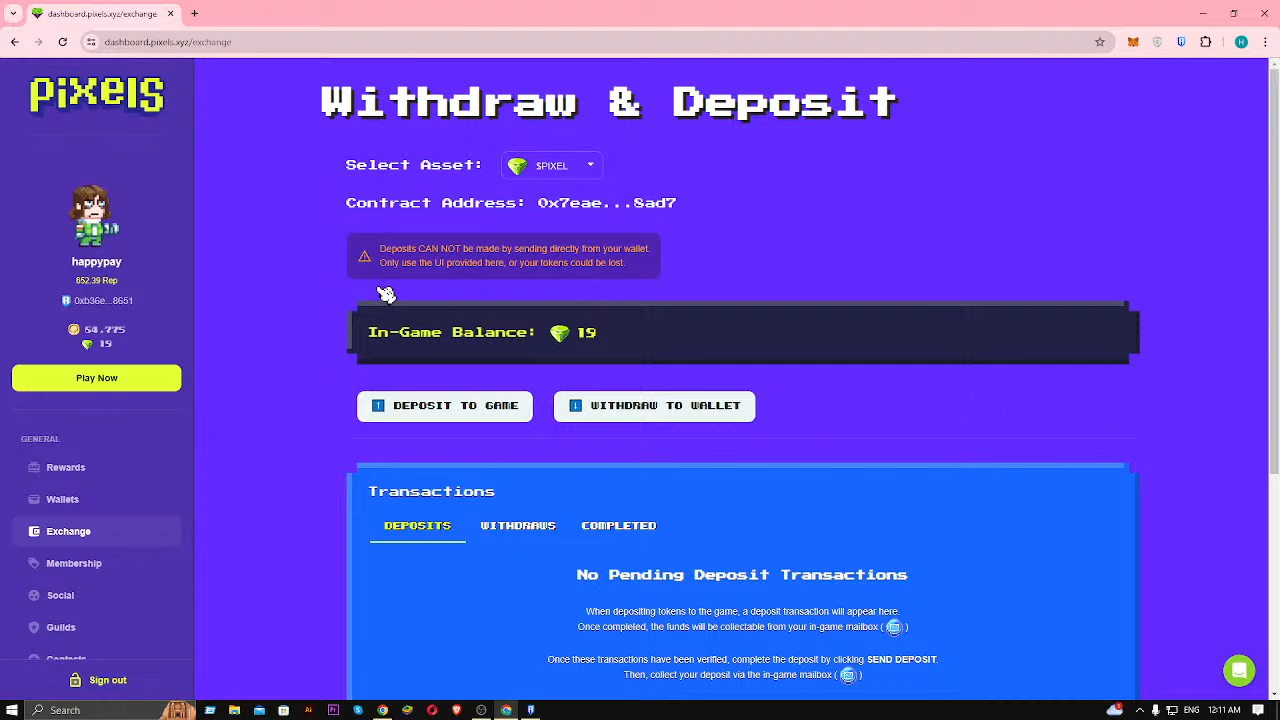 dashboard.pixels.xyz/exchange
dashboard.pixels.xyz/exchange
H
pixels
happypay
652.39 Rep
0xb36e...8651
54,775
19
Play Now
GENERAL
Rewards
Wallets
Exchange
Membership
Social
Guilds
Contests
Sign out
Withdraw & Deposit
Select Asset:
$PIXEL
Contract Address: 0x7eae...8ad7
Deposits CAN NOT be made by sending directly from your wallet.
Only use the UI provided here, or your tokens could be lost.
In-Game Balance: 19
DEPOSIT TO GAME
WITHDRAW TO WALLET
Transactions
DEPOSITS WITHDRAWS COMPLETED
No Pending Deposit Transactions
When depositing tokens to the game, a deposit transaction will appear here.
Once completed, the funds will be collectable from your in-game mailbox ( )
Once these transactions have been verified, complete the deposit by clicking SEND DEPOSIT.
Then, collect your deposit via the in-game mailbox ( )
Search
Ai
Pr
ENG
12:11 AM